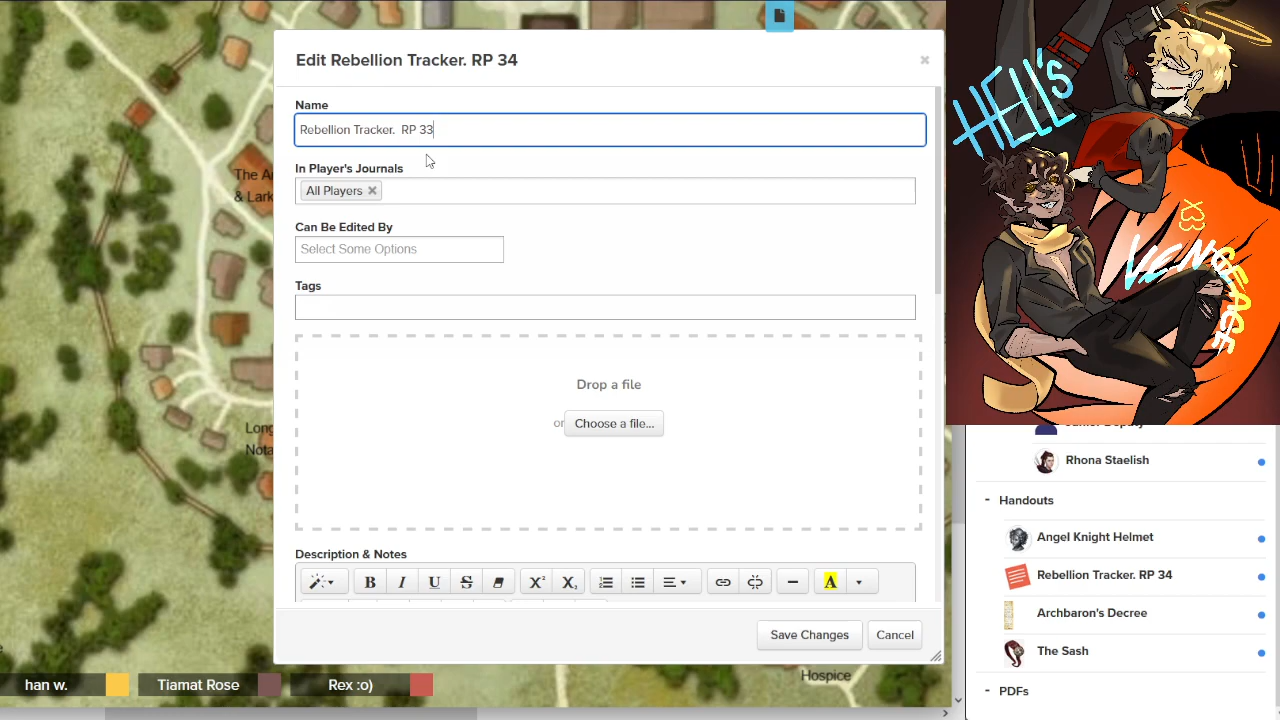 Edit Rebellion Tracker. RP 34
Name
Rebellion Tracker. RP 33
In Player's Journals
All Players
Can Be Edited By
Select Some Options
Tags
Drop a file
or Choose a file...
Description & Notes
B I U S X² X₂ A
Save Changes Cancel
The A
& Lark
Long
Nota
Hospice
han w. Tiamat Rose Rex :o)
HELL'S
VENGEANCE
Rhona Staelish
- Handouts
Angel Knight Helmet
Rebellion Tracker. RP 34
Archbaron's Decree
The Sash
- PDFs